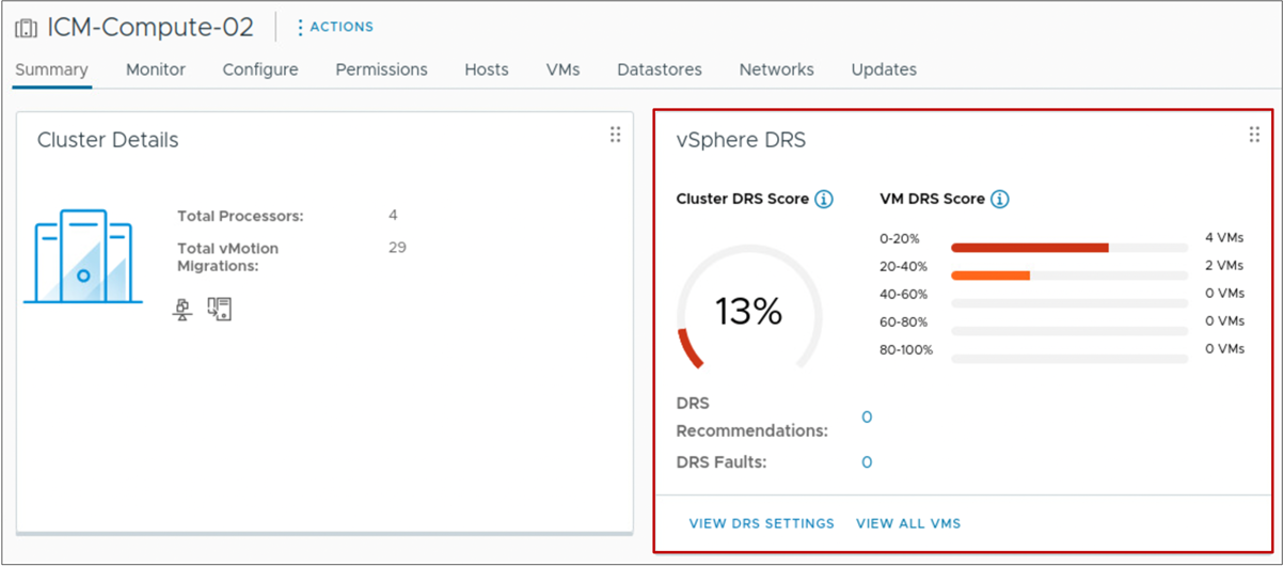 ICM-Compute-02
ACTIONS
Summary Monitor Configure Permissions Hosts VMs Datastores Networks Updates
Cluster Details
Total Processors: 4
Total vMotion 29
Migrations:
vSphere DRS
Cluster DRS Score
13%
VM DRS Score
0-20% 4 VMs
20-40% 2 VMs
40-60% 0 VMs
60-80% 0 VMs
80-100% 0 VMs
DRS
Recommendations: 0
DRS Faults: 0
VIEW DRS SETTINGS VIEW ALL VMS